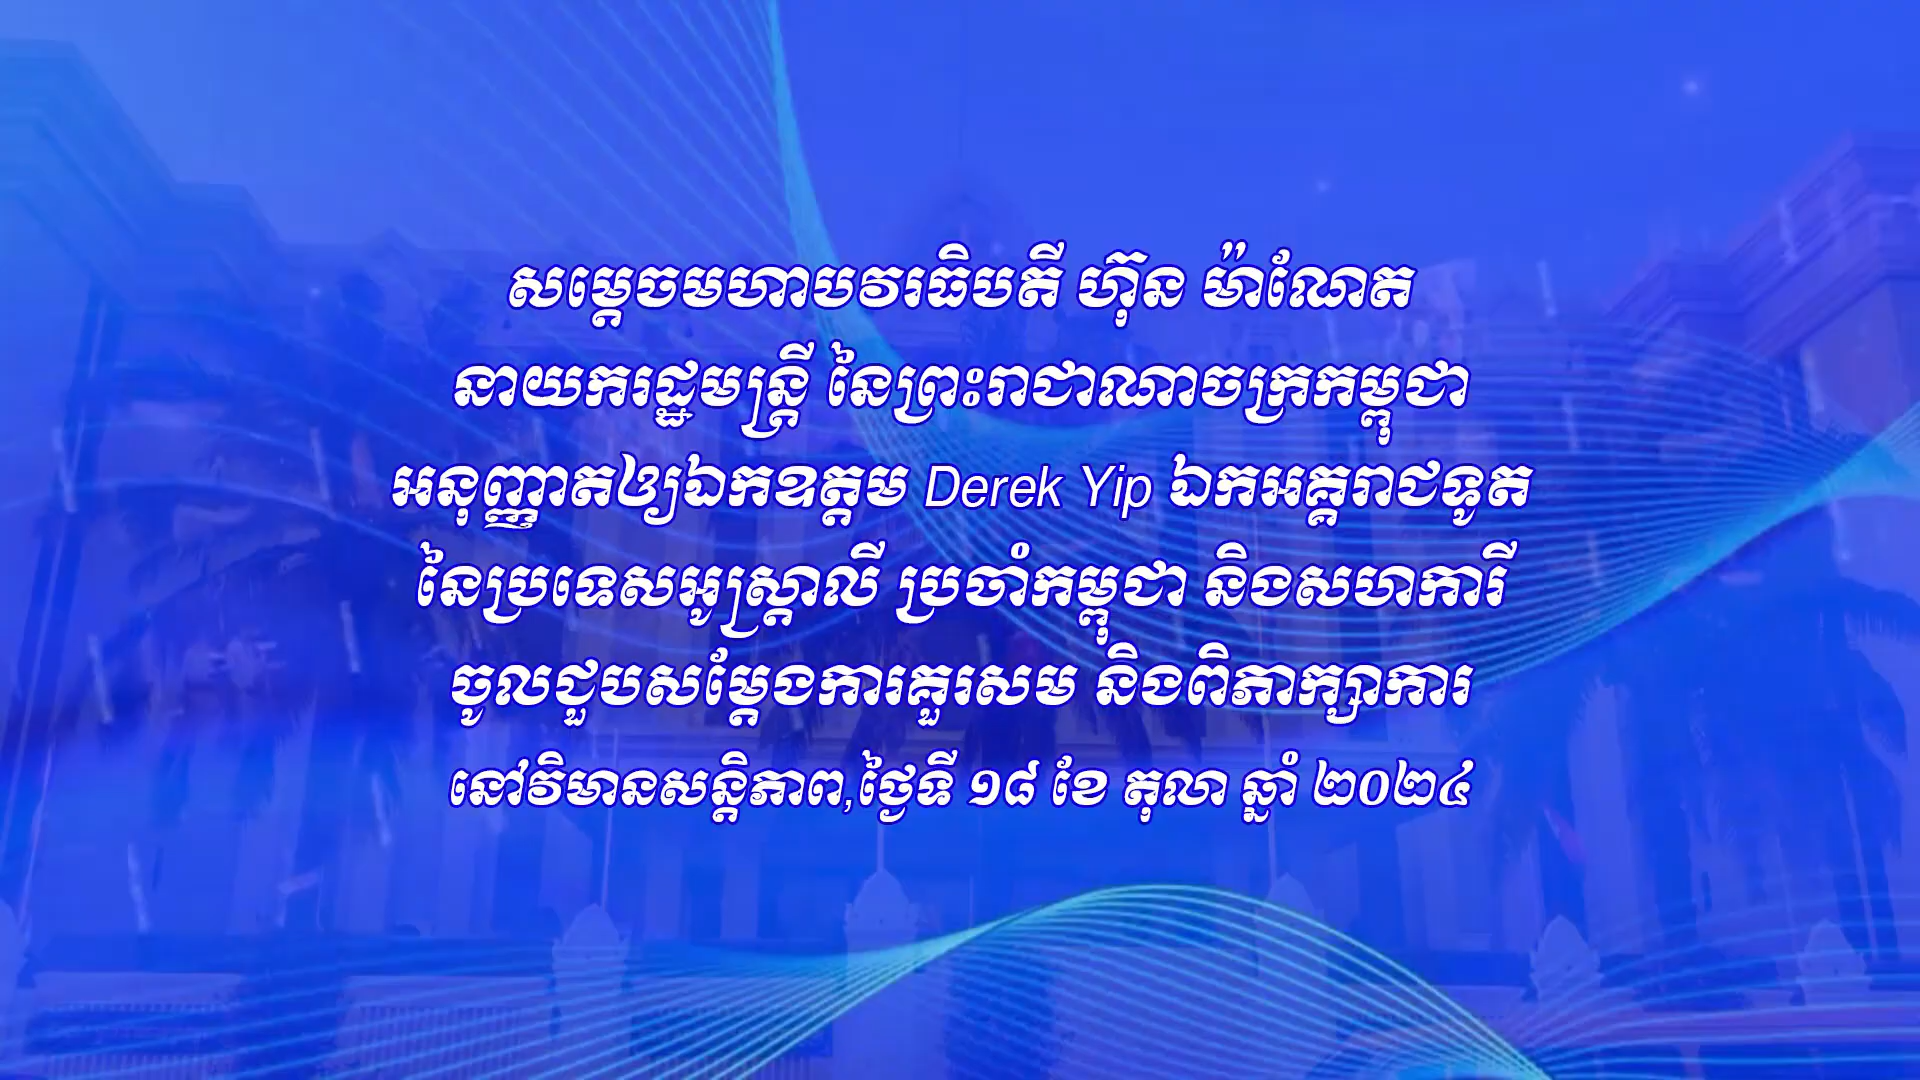 សម្តេចមហាបវរធិបតី ហ៊ុន ម៉ាណែត
នាយករដ្ឋមន្ត្រី នៃព្រះរាជាណាចក្រកម្ពុជា
អនុញ្ញាតឲ្យឯកឧត្តម Derek Yip ឯកអគ្គរាជទូត
នៃប្រទេសអូស្ត្រាលី ប្រចាំកម្ពុជា និងសហការី
ចូលជួបសម្តែងការគួរសម និងពិភាក្សាការ
នៅវិមានសន្តិភាព,ថ្ងៃទី ១៨ ខែ តុលា ឆ្នាំ ២០២៤